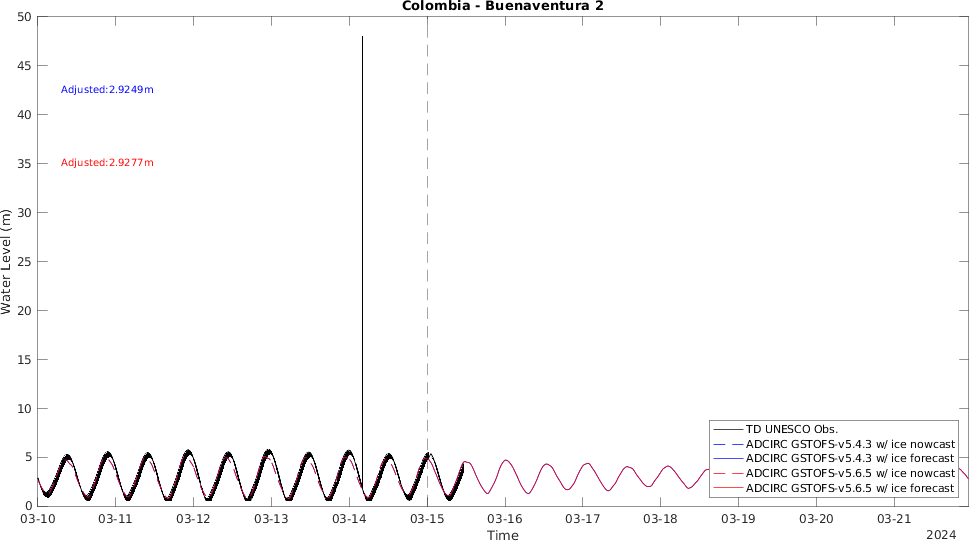 Colombia - Buenaventura 2
50
45
40
35
30
25
20
15
10
5
0
Water Level (m)
Adjusted:2.9249m
Adjusted:2.9277m
TD UNESCO Obs.
ADCIRC GSTOFS-v5.4.3 w/ ice nowcast
ADCIRC GSTOFS-v5.4.3 w/ ice forecast
ADCIRC GSTOFS-v5.6.5 w/ ice nowcast
ADCIRC GSTOFS-v5.6.5 w/ ice forecast
03-10 03-11 03-12 03-13 03-14 03-15 03-16 03-17 03-18 03-19 03-20 03-21
Time
2024